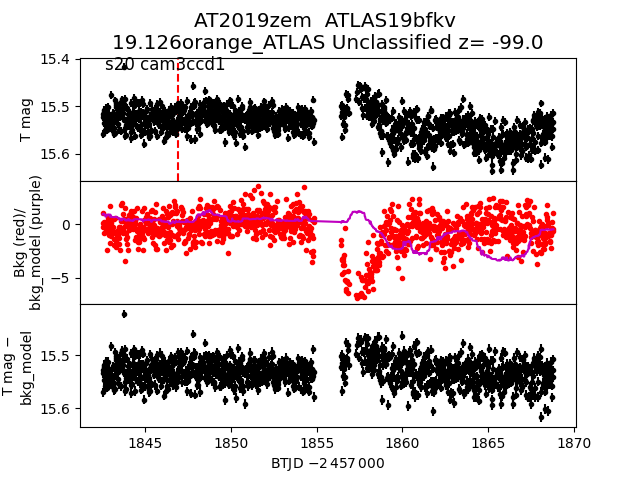 AT2019zem  ATLAS19bfkv
19.126orange_ATLAS Unclassified z= -99.0
s20 cam3ccd1
T mag
15.4
15.5
15.6
Bkg (red)/
bkg_model (purple)
0
−5
T mag −
bkg_model
15.5
15.6
1845 1850 1855 1860 1865 1870
BTJD −2 457 000